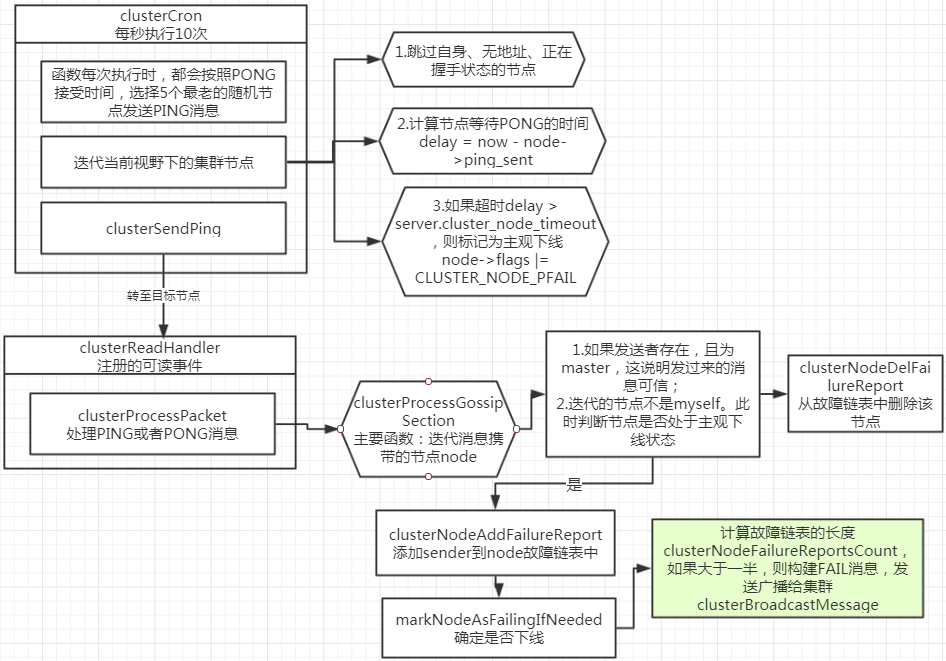 clusterCron
每秒执行10次
函数每次执行时，都会按照PONG
接受时间，选择5个最老的随机节
点发送PING消息
迭代当前视野下的集群节点
clusterSendPing
1.跳过自身、无地址、正在
握手状态的节点
2.计算节点等待PONG的时间
delay = now - node-
>ping_sent
3.如果超时delay >
server.cluster_node_timeout
，则标记为主观下线
node->flags |=
CLUSTER_NODE_PFAIL
转至目标节点
clusterReadHandler
注册的可读事件
clusterProcessPacket
处理PING或者PONG消息
clusterProcessGossip
Section
主要函数：迭代消息携
带的节点node
1.如果发送者存在，且为
master，这说明发过来的消
息可信；
2.迭代的节点不是myself。此
时判断节点是否处于主观下
线状态
clusterNodeDelFai
lureReport
从故障链表中删除该
节点
是
clusterNodeAddFailureReport
添加sender到node故障链表中
markNodeAsFailingIfNeeded
确定是否下线
计算故障链表的长度
clusterNodeFailureReportsCount，
如果大于一半，则构建FAIL消息，发
送广播给集群
clusterBroadcastMessage